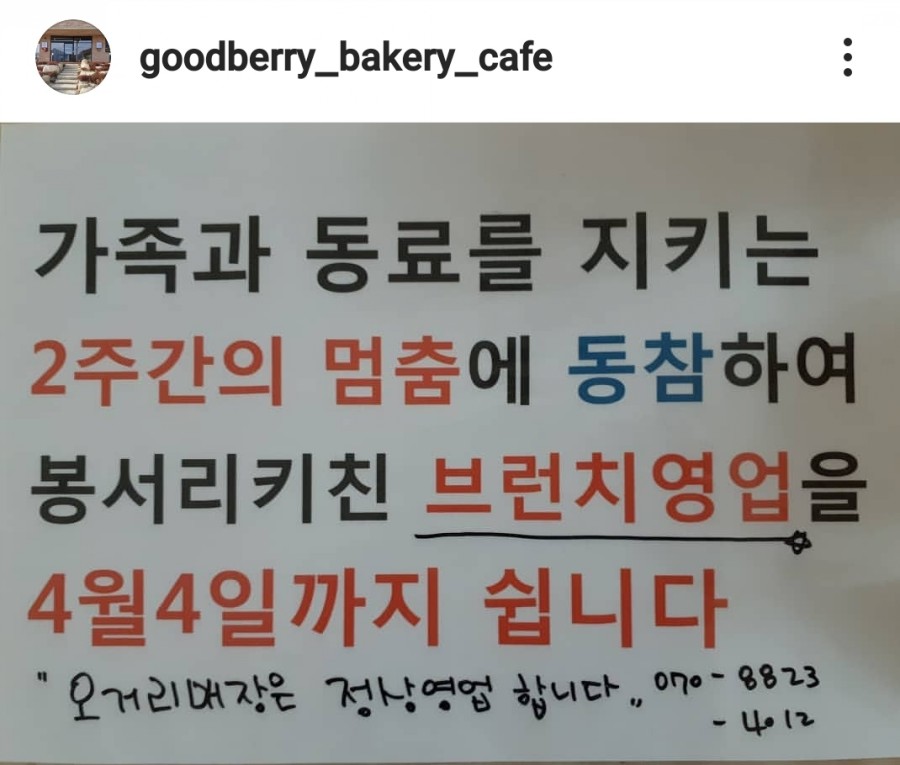 goodberry_bakery_cafe
가족과 동료를 지키는
2주간의 멈춤에 동참하여
봉서리키친 브런치영업을
4월4일까지 쉽니다
"오거리매장은 정상영업 합니다„ 070-8823
-4012